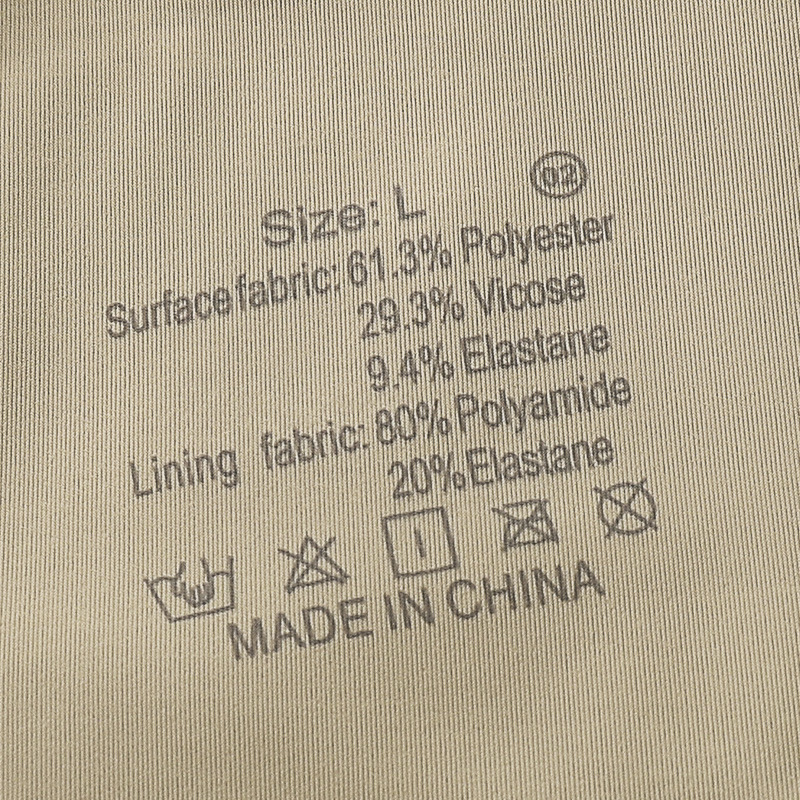 02
Size: L
Surface fabric: 61.3% Polyester
29.3% Vicose
9.4% Elastane
Lining fabric: 80% Polyamide
20% Elastane
MADE IN CHINA